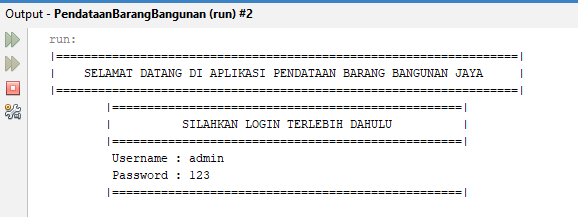 Output - PendataanBarangBangunan (run) #2
run:
|==================================================================|
|    SELAMAT DATANG DI APLIKASI PENDATAAN BARANG BANGUNAN JAYA     |
|==================================================================|
|==================================================|
|          SILAHKAN LOGIN TERLEBIH DAHULU          |
|==================================================|
Username : admin
Password : 123
|==================================================|